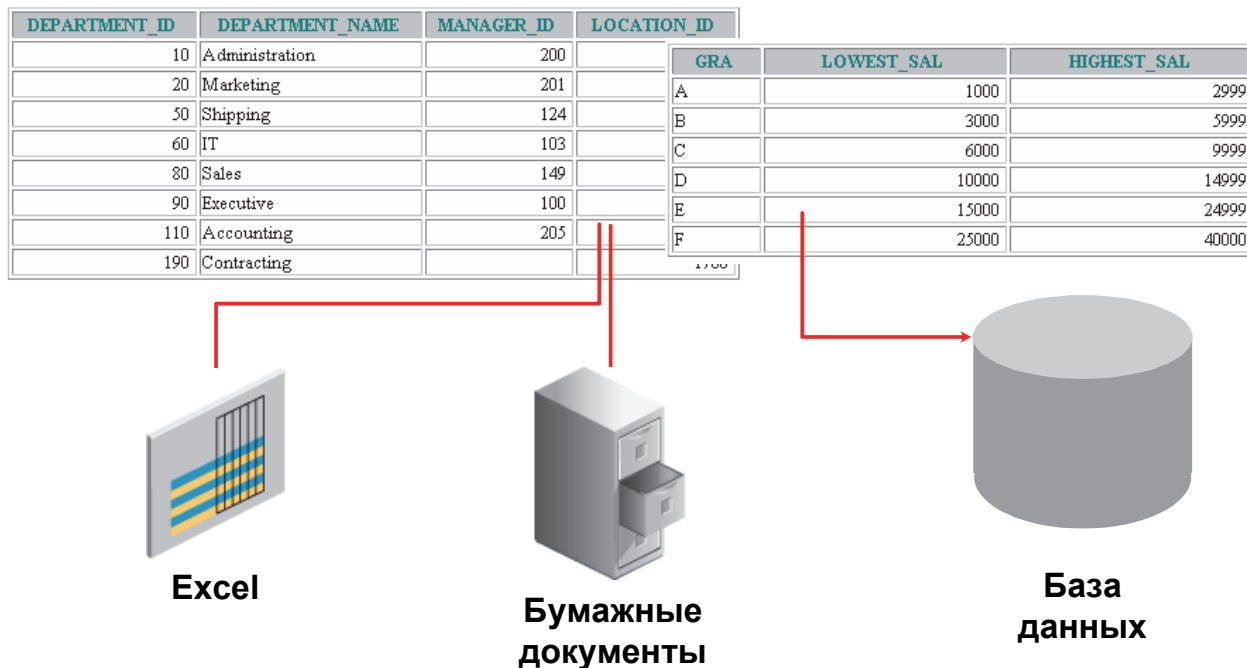 DEPARTMENT_ID DEPARTMENT_NAME MANAGER_ID LOCATION_ID
10 Administration 200
20 Marketing 201
50 Shipping 124
60 IT 103
80 Sales 149
90 Executive 100
110 Accounting 205
190 Contracting
GRA LOWEST_SAL HIGHEST_SAL
A 1000 2999
B 3000 5999
C 6000 9999
D 10000 14999
E 15000 24999
F 25000 40000
Excel
Бумажные
документы
База
данных